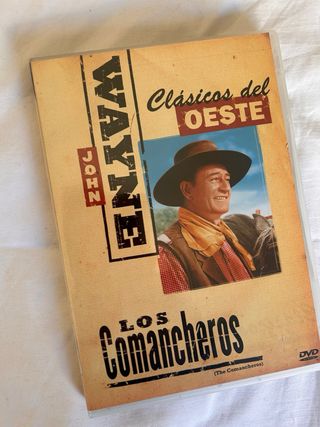 JOHN
WAYNE
Clásicos del
OESTE
LOS
Comancheros
(The Comancheros)
DVD